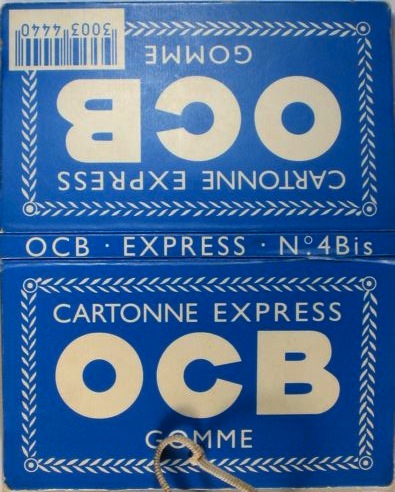 3003 4440
GOMME
OCB
CARTONNE EXPRESS
OCB · EXPRESS · N° 4Bis
CARTONNE EXPRESS
OCB
GOMME